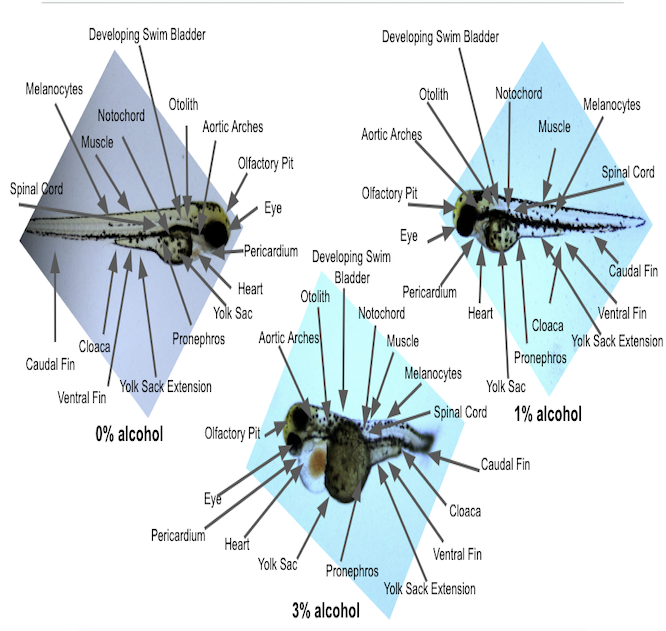 Developing Swim Bladder
Melanocytes
Otolith
Notochord
Aortic Arches
Muscle
Olfactory Pit
Spinal Cord
Eye
Pericardium
Heart
Yolk Sac
Pronephros
Cloaca
Caudal Fin
Yolk Sack Extension
Ventral Fin
0% alcohol
Developing Swim Bladder
Otolith
Notochord
Melanocytes
Aortic Arches
Muscle
Spinal Cord
Olfactory Pit
Eye
Caudal Fin
Pericardium
Heart
Ventral Fin
Cloaca
Yolk Sack Extension
Pronephros
Yolk Sac
1% alcohol
Developing Swim
Bladder
Otolith
Notochord
Aortic Arches
Muscle
Melanocytes
Spinal Cord
Olfactory Pit
Caudal Fin
Eye
Cloaca
Pericardium
Heart
Ventral Fin
Yolk Sac
Pronephros
Yolk Sack Extension
3% alcohol